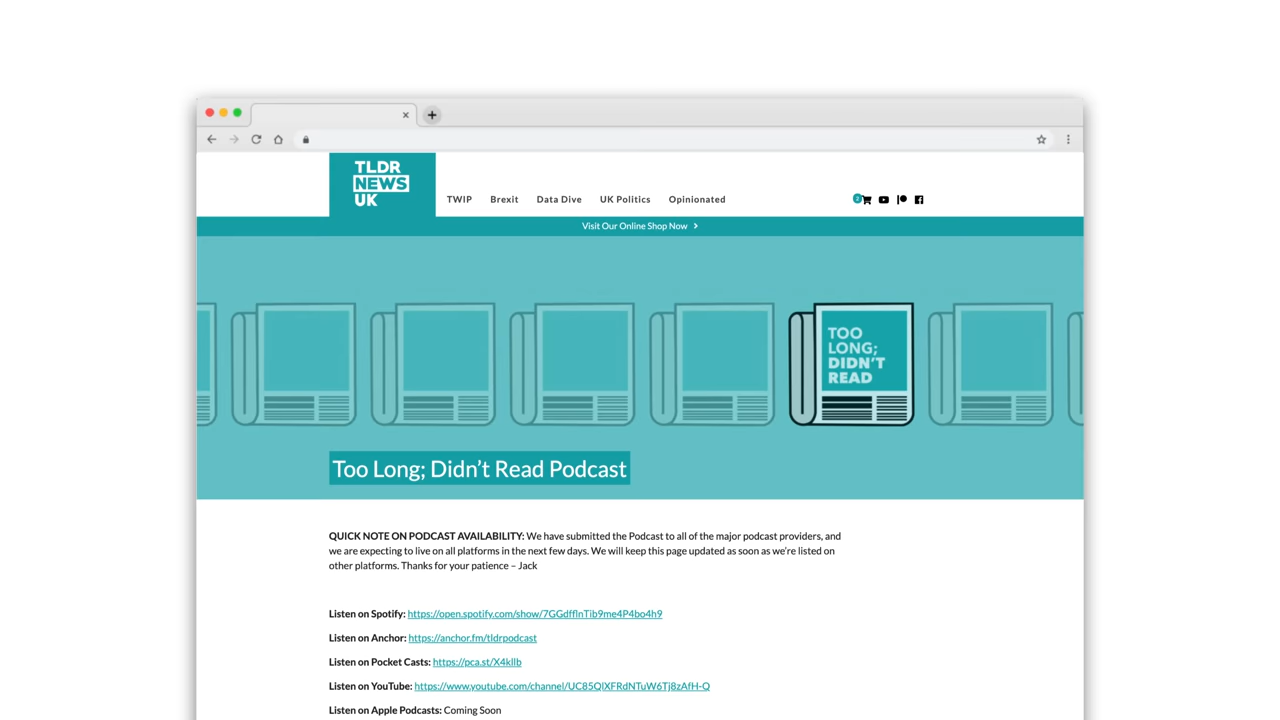 TLDR
NEWS
UK
TWIP Brexit Data Dive UK Politics Opinionated
2
Visit Our Online Shop Now
TOO
LONG;
DIDN'T
READ
Too Long; Didn't Read Podcast
QUICK NOTE ON PODCAST AVAILABILITY: We have submitted the Podcast to all of the major podcast providers, and
we are expecting to live on all platforms in the next few days. We will keep this page updated as soon as we're listed on
other platforms. Thanks for your patience – Jack
Listen on Spotify: https://open.spotify.com/show/7GGdfflnTib9me4P4bo4h9
Listen on Anchor: https://anchor.fm/tldrpodcast
Listen on Pocket Casts: https://pca.st/X4kllb
Listen on YouTube: https://www.youtube.com/channel/UC85QlXFRdNTuW6Tj8zAfH-Q
Listen on Apple Podcasts: Coming Soon